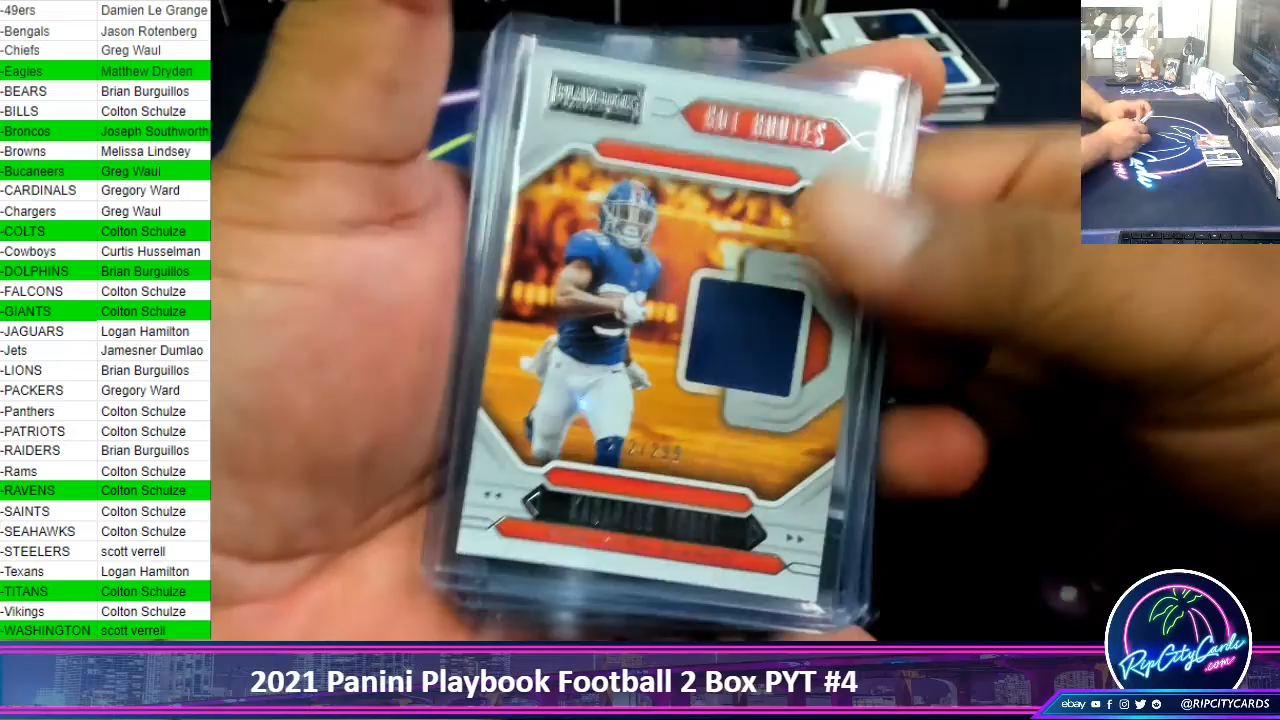 -49ers Damien Le Grange
-Bengals Jason Rotenberg
-Chiefs Greg Waul
-Eagles Matthew Dryden
-BEARS Brian Burguillos
-BILLS Colton Schulze
-Broncos Joseph Southworth
-Browns Melissa Lindsey
-Bucaneers Greg Waul
-CARDINALS Gregory Ward
-Chargers Greg Waul
-COLTS Colton Schulze
-Cowboys Curtis Husselman
-DOLPHINS Brian Burguillos
-FALCONS Colton Schulze
-GIANTS Colton Schulze
-JAGUARS Logan Hamilton
-Jets Jamesner Dumlao
-LIONS Brian Burguillos
-PACKERS Gregory Ward
-Panthers Colton Schulze
-PATRIOTS Colton Schulze
-RAIDERS Brian Burguillos
-Rams Colton Schulze
-RAVENS Colton Schulze
-SAINTS Colton Schulze
-SEAHAWKS Colton Schulze
-STEELERS scott verrell
-Texans Logan Hamilton
-TITANS Colton Schulze
-Vikings Colton Schulze
-WASHINGTON scott verrell
PLAYBOOK
HOT ROUTES
RipCityCards
.com
2021 Panini Playbook Football 2 Box PYT #4
ebay @RIPCITYCARDS